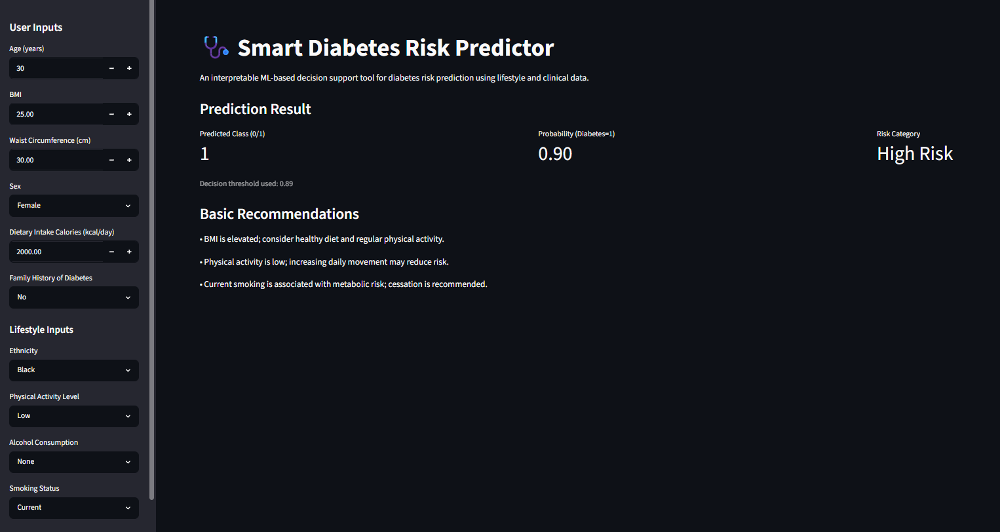 User Inputs
Age (years)
30
BMI
25.00
Waist Circumference (cm)
30.00
Sex
Female
Dietary Intake Calories (kcal/day)
2000.00
Family History of Diabetes
No
Lifestyle Inputs
Ethnicity
Black
Physical Activity Level
Low
Alcohol Consumption
None
Smoking Status
Current
Smart Diabetes Risk Predictor
An interpretable ML-based decision support tool for diabetes risk prediction using lifestyle and clinical data.
Prediction Result
Predicted Class (0/1)
1
Probability (Diabetes=1)
0.90
Risk Category
High Risk
Decision threshold used: 0.89
Basic Recommendations
• BMI is elevated; consider healthy diet and regular physical activity.
• Physical activity is low; increasing daily movement may reduce risk.
• Current smoking is associated with metabolic risk; cessation is recommended.